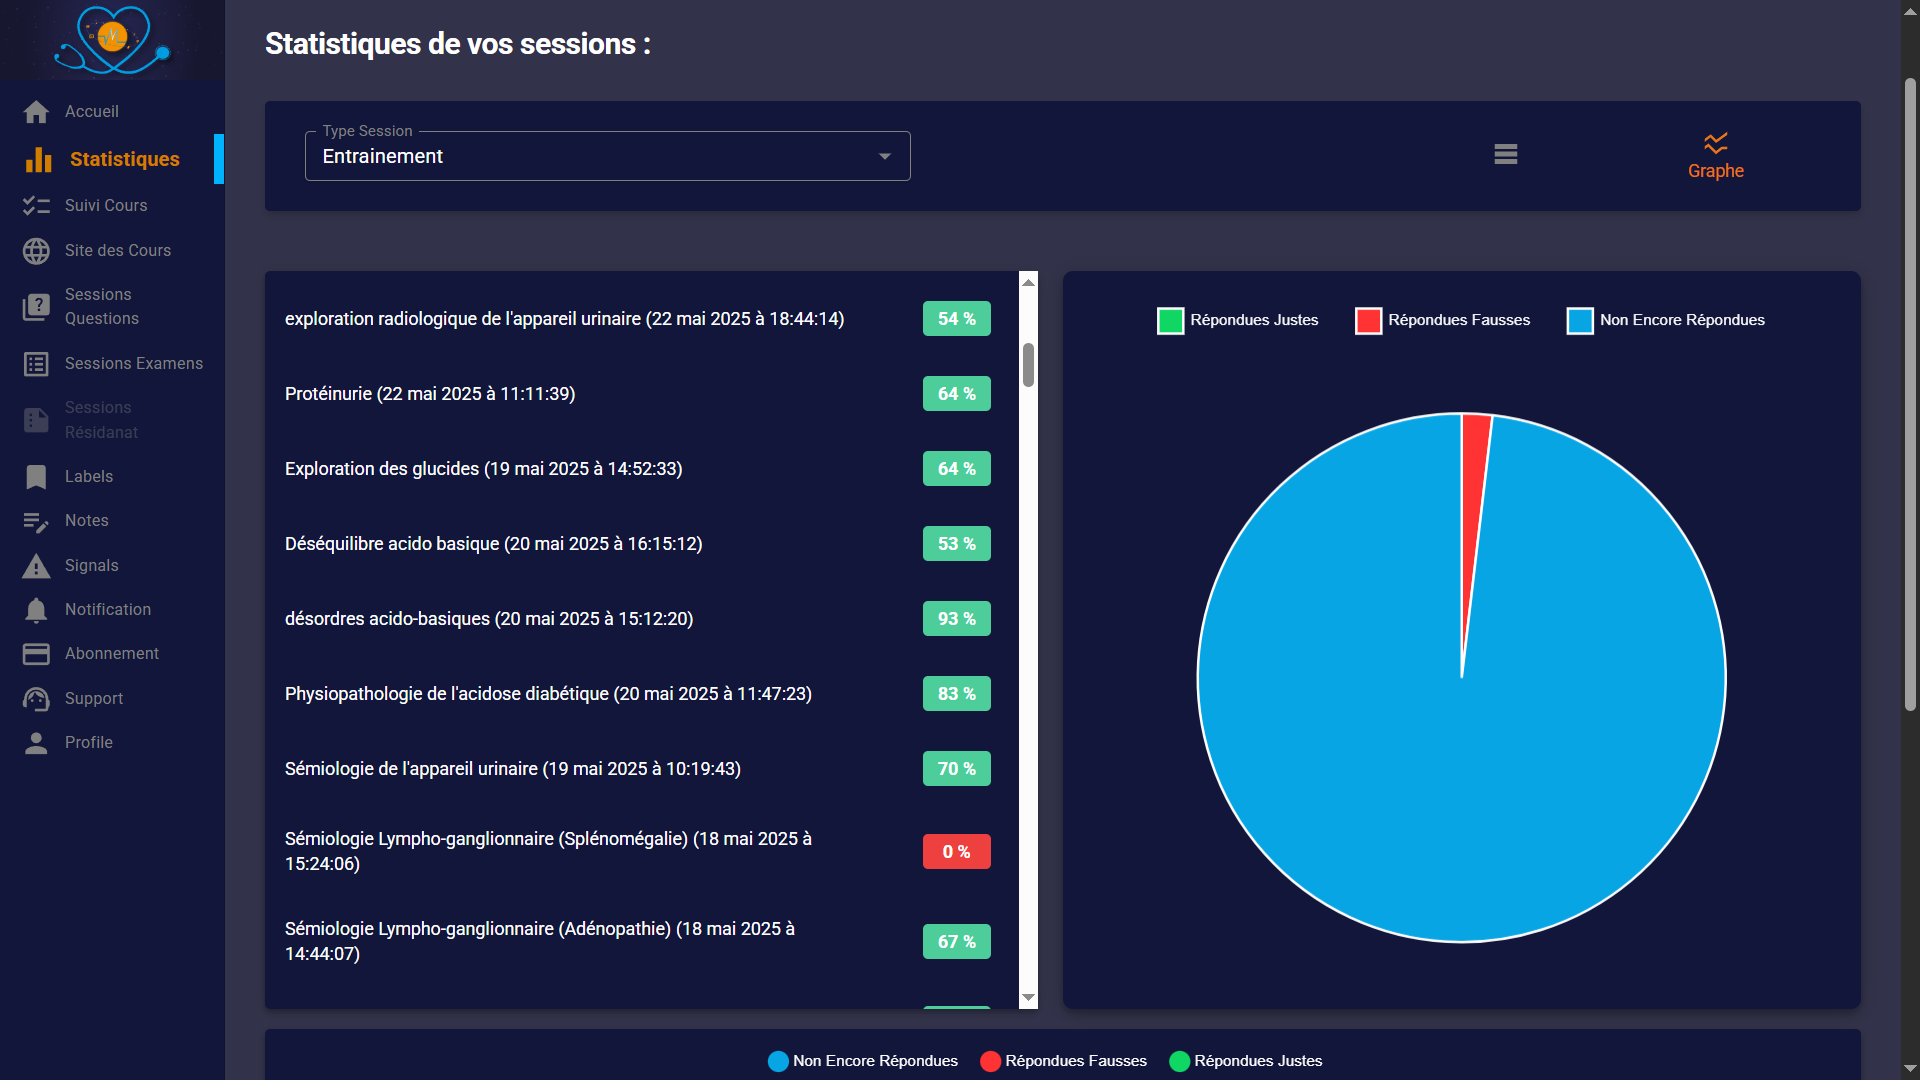 Statistiques de vos sessions :
Accueil
Statistiques
Suivi Cours
Site des Cours
Sessions
Questions
Sessions Examens
Sessions
Résidanat
Labels
Notes
Signals
Notification
Abonnement
Support
Profile
Type Session
Entrainement
Graphe
exploration radiologique de l'appareil urinaire (22 mai 2025 à 18:44:14)
54 %
Protéinurie (22 mai 2025 à 11:11:39)
64 %
Exploration des glucides (19 mai 2025 à 14:52:33)
64 %
Déséquilibre acido basique (20 mai 2025 à 16:15:12)
53 %
désordres acido-basiques (20 mai 2025 à 15:12:20)
93 %
Physiopathologie de l'acidose diabétique (20 mai 2025 à 11:47:23)
83 %
Sémiologie de l'appareil urinaire (19 mai 2025 à 10:19:43)
70 %
Sémiologie Lympho-ganglionnaire (Splénomégalie) (18 mai 2025 à
15:24:06)
0 %
Sémiologie Lympho-ganglionnaire (Adénopathie) (18 mai 2025 à
14:44:07)
67 %
Répondues Justes
Répondues Fausses
Non Encore Répondues
Non Encore Répondues
Répondues Fausses
Répondues Justes